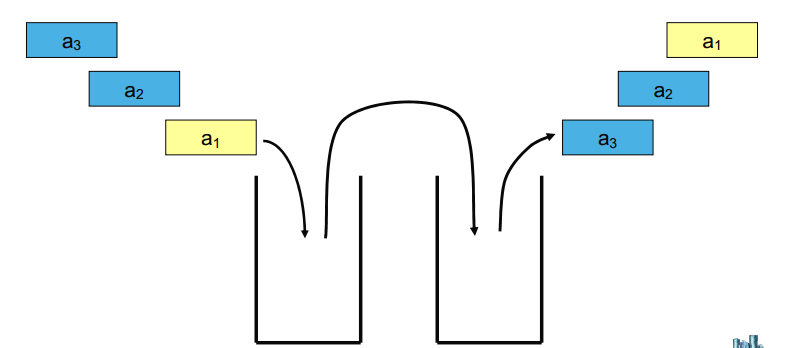 a₃ a₁
a₂ a₂
a₁ a₃